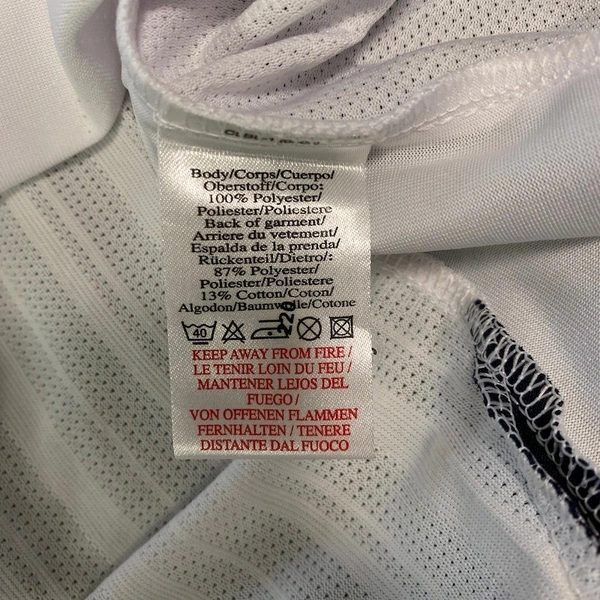 Body/Corps/Cuerpo/
Oberstoff/Corpo:
100% Polyester/
Poliester/Poliestere
Back of garment/
Arriere du vetement/
Espalda de la prenda/
Rückenteil/Dietro/:
87% Polyester/
Poliester/Poliestere
13% Cotton/Coton/
Algodon/Baumwolle/Cotone
40
220
KEEP AWAY FROM FIRE /
LE TENIR LOIN DU FEU /
MANTENER LEJOS DEL
FUEGO /
VON OFFENEN FLAMMEN
FERNHALTEN / TENERE
DISTANTE DAL FUOCO